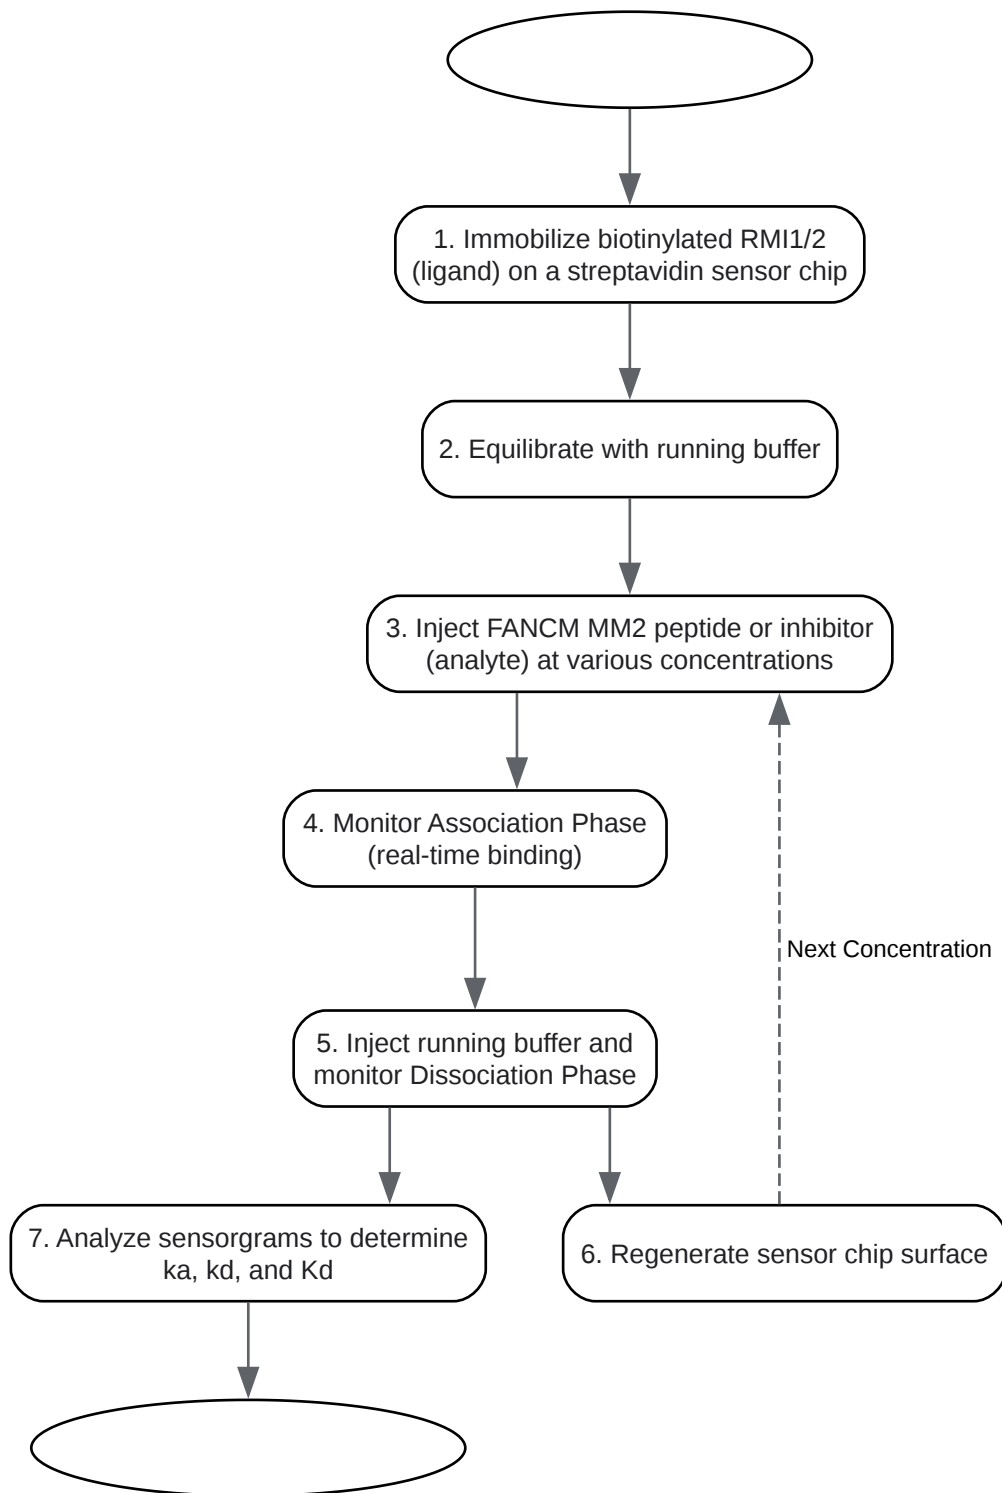 1. Immobilize biotinylated RMI1/2
(ligand) on a streptavidin sensor chip
2. Equilibrate with running buffer
3. Inject FANCM MM2 peptide or inhibitor
(analyte) at various concentrations
4. Monitor Association Phase
(real-time binding)
Next Concentration
5. Inject running buffer and
monitor Dissociation Phase
7. Analyze sensorgrams to determine
ka, kd, and Kd
6. Regenerate sensor chip surface